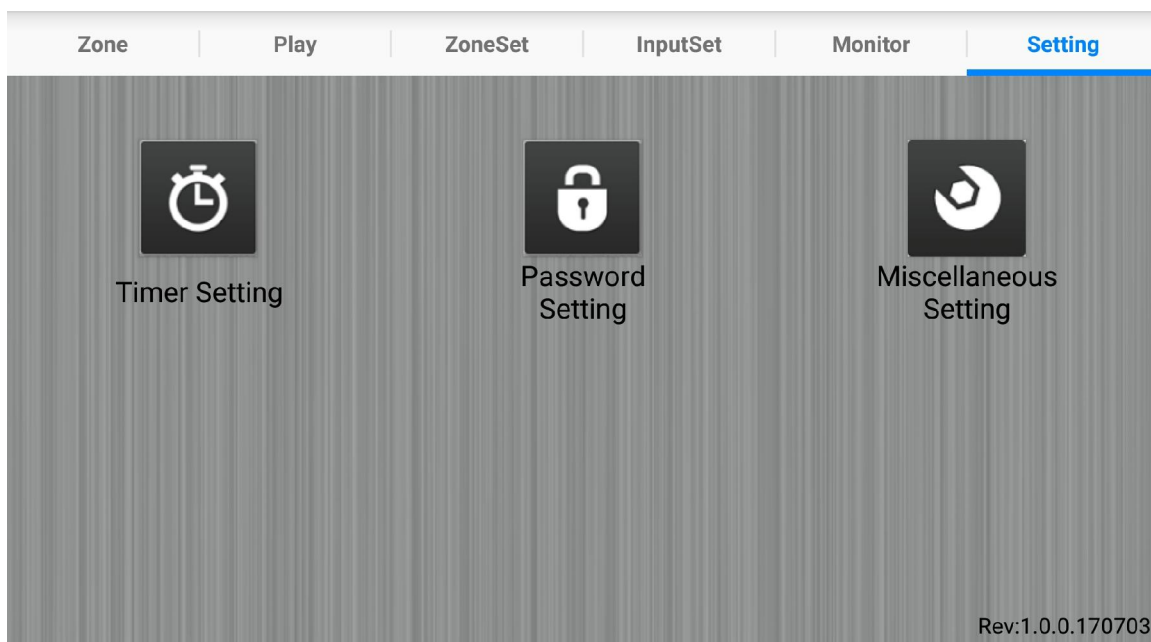 Zone Play ZoneSet InputSet Monitor Setting
Timer Setting
Password
Setting
Miscellaneous
Setting
Rev:1.0.0.170703